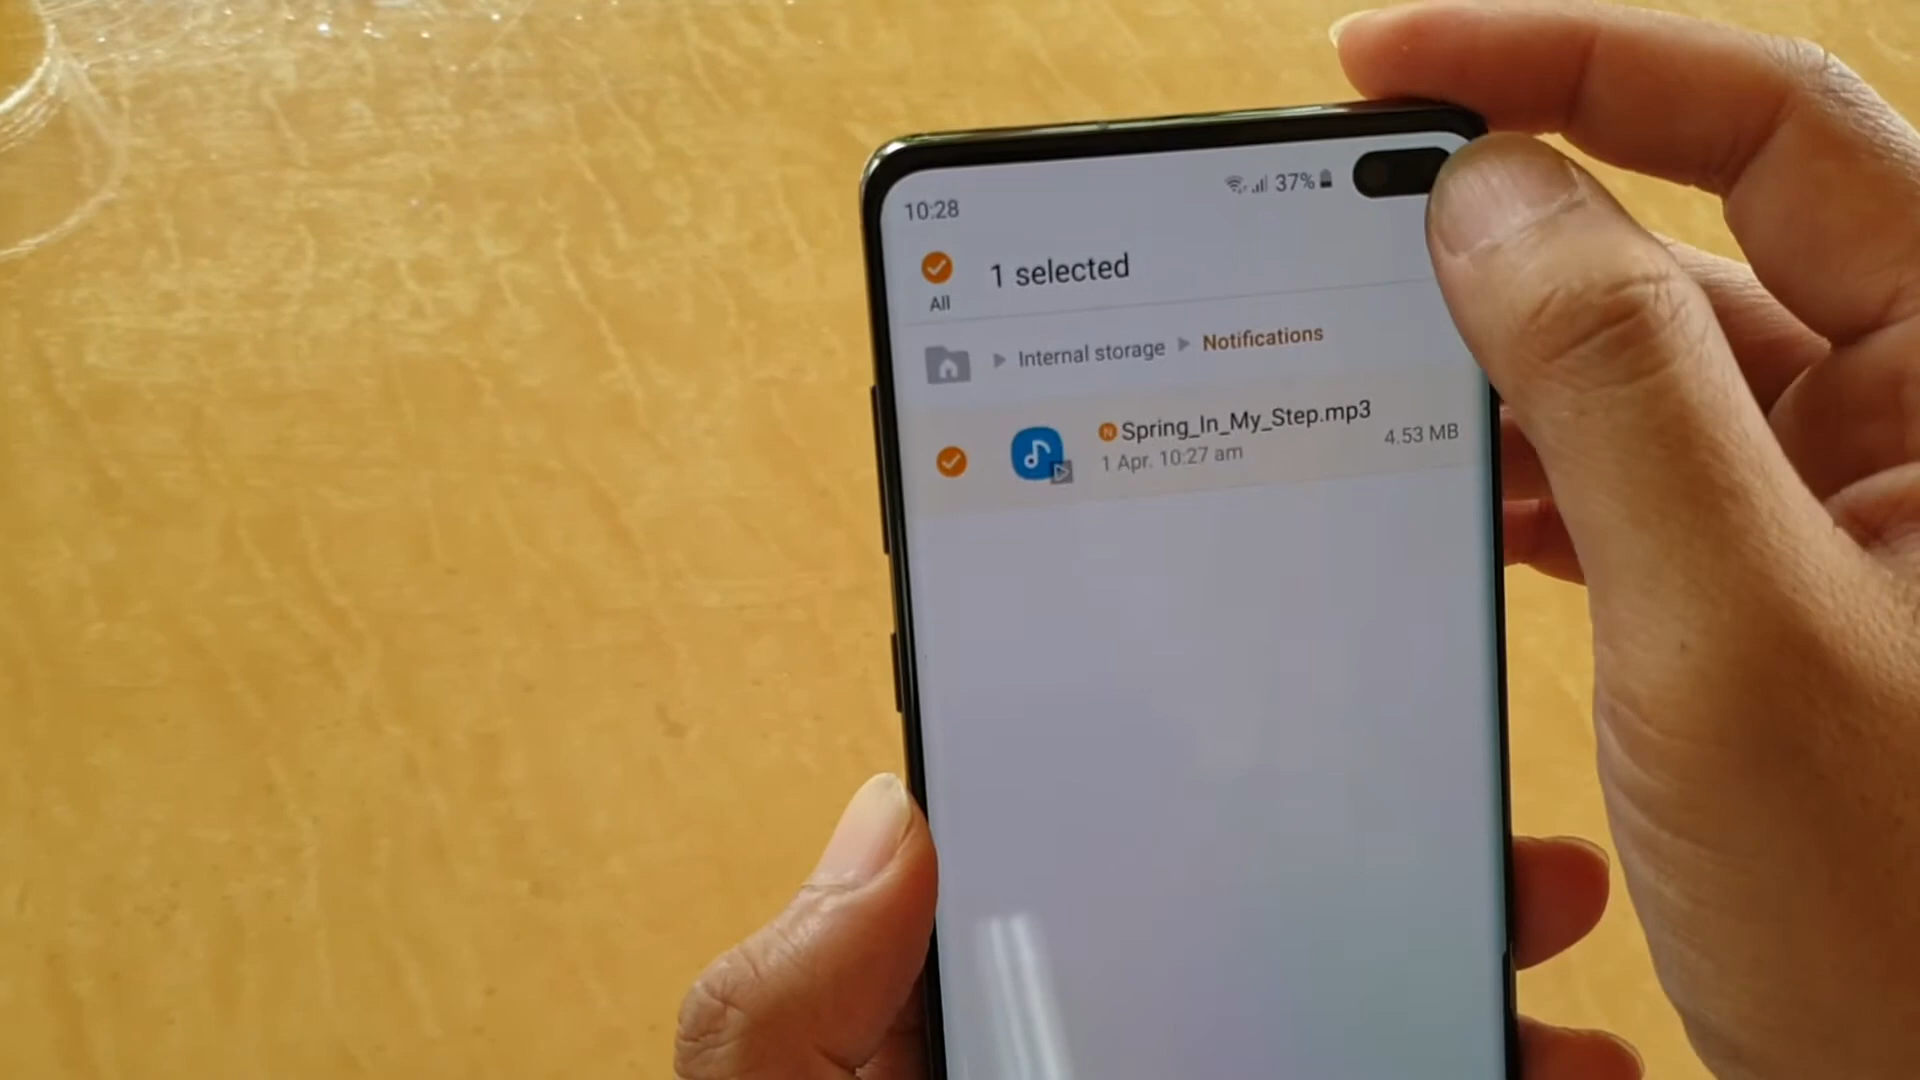 10:28
37%
1 selected
All
Internal storage
Notifications
N Spring_In_My_Step.mp3
1 Apr. 10:27 am
4.53 MB